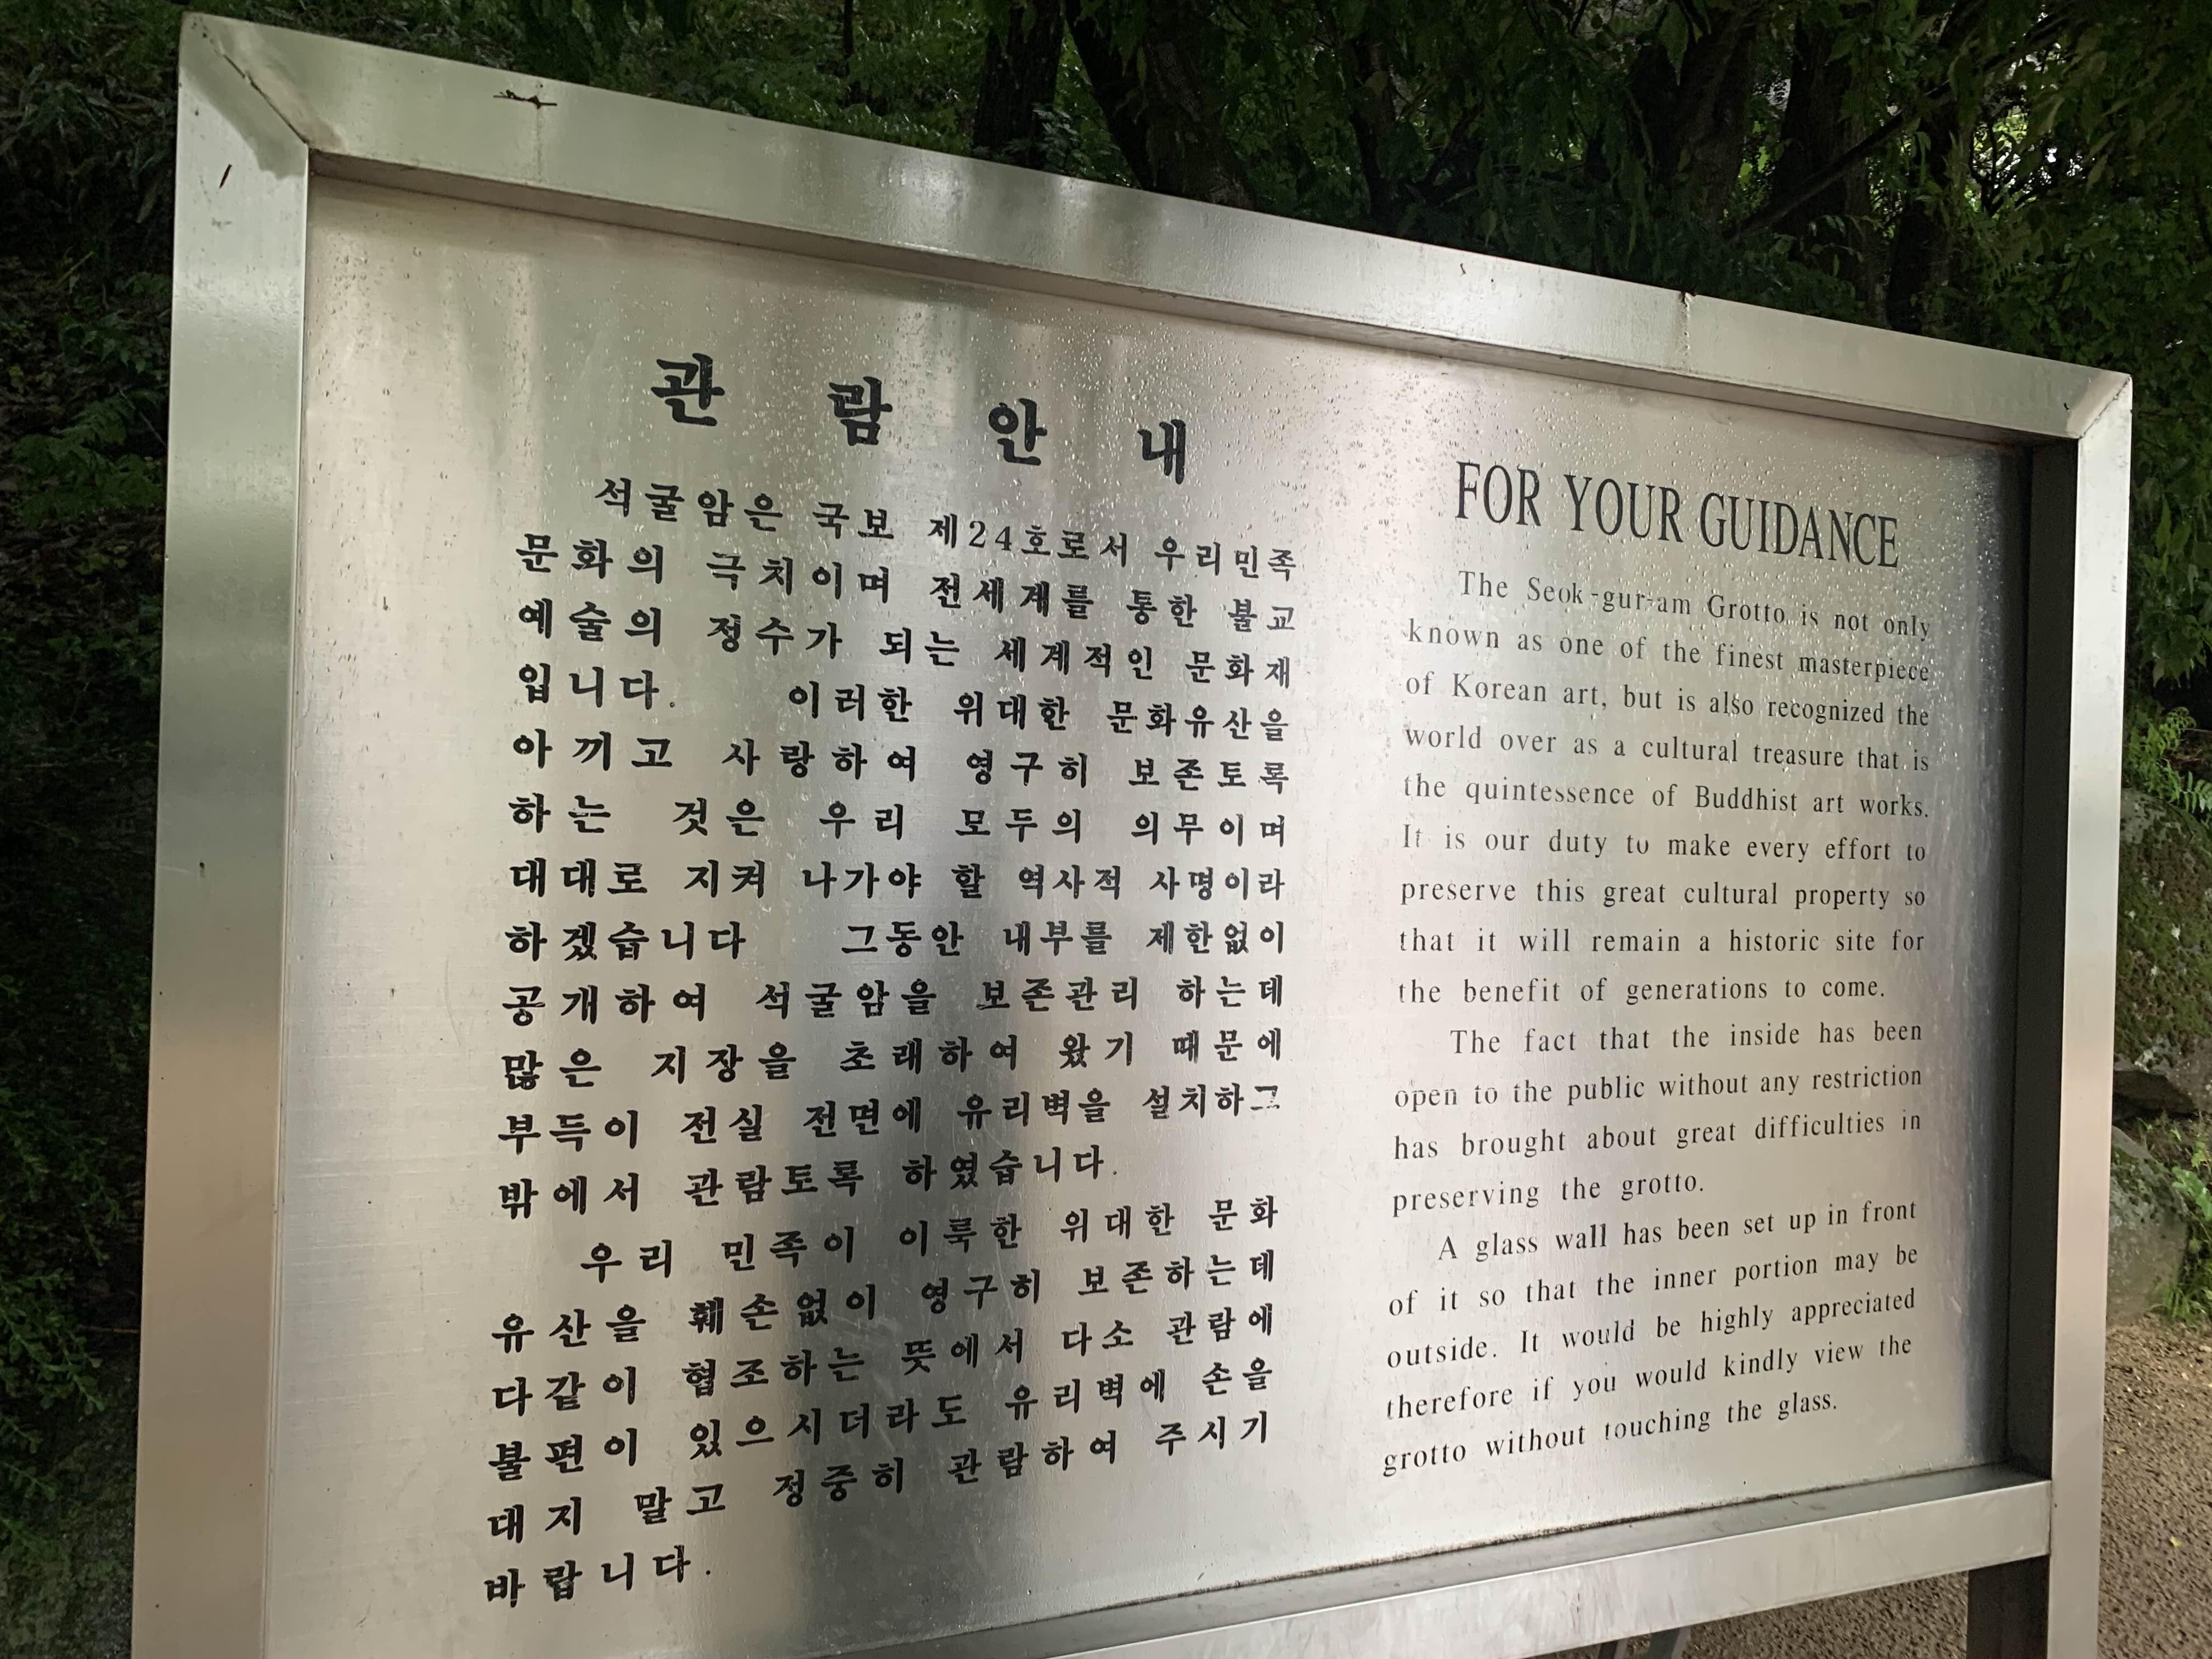 관 람 안 내
석굴암은 국보 제24호로서 우리민족
문화의 극치이며 전세계를 통한 불교
예술의 정수가 되는 세계적인 문화재
입니다. 이러한 위대한 문화유산을
아끼고 사랑하여 영구히 보존토록
하는 것은 우리 모두의 의무이며
대대로 지켜 나가야 할 역사적 사명이라
하겠습니다 그동안 내부를 제한없이
공개하여 석굴암을 보존관리 하는데
많은 지장을 초래하여 왔기 때문에
부득이 전실 전면에 유리벽을 설치하고
밖에서 관람토록 하였습니다.
우리 민족이 이룩한 위대한 문화
유산을 훼손없이 영구히 보존하는데
다같이 협조하는 뜻에서 다소 관람에
불편이 있으시더라도 유리벽에 손을
대지 말고 정중히 관람하여 주시기
바랍니다.
FOR YOUR GUIDANCE
The Seok-gur-am Grotto is not only
known as one of the finest masterpiece
of Korean art, but is also recognized the
world over as a cultural treasure that is
the quintessence of Buddhist art works.
It is our duty to make every effort to
preserve this great cultural property so
that it will remain a historic site for
the benefit of generations to come.
The fact that the inside has been
open to the public without any restriction
has brought about great difficulties in
preserving the grotto.
A glass wall has been set up in front
of it so that the inner portion may be
outside. It would be highly appreciated
therefore if you would kindly view the
grotto without touching the glass.